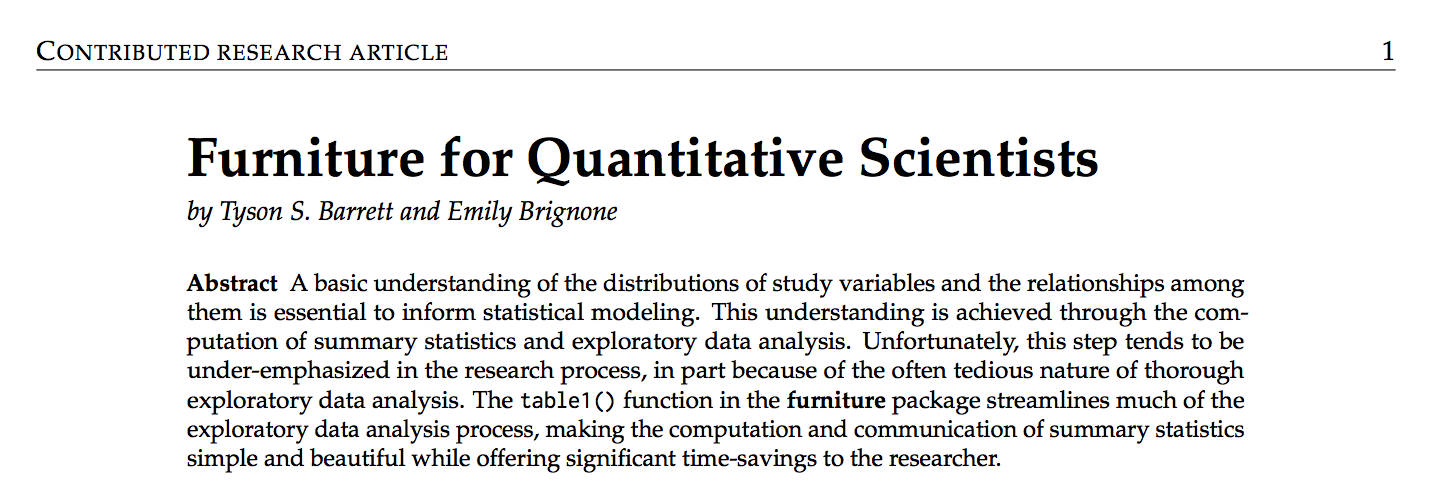 CONTRIBUTED RESEARCH ARTICLE 1
Furniture for Quantitative Scientists
by Tyson S. Barrett and Emily Brignone
Abstract A basic understanding of the distributions of study variables and the relationships among
them is essential to inform statistical modeling. This understanding is achieved through the com-
putation of summary statistics and exploratory data analysis. Unfortunately, this step tends to be
under-emphasized in the research process, in part because of the often tedious nature of thorough
exploratory data analysis. The table1() function in the furniture package streamlines much of the
exploratory data analysis process, making the computation and communication of summary statistics
simple and beautiful while offering significant time-savings to the researcher.